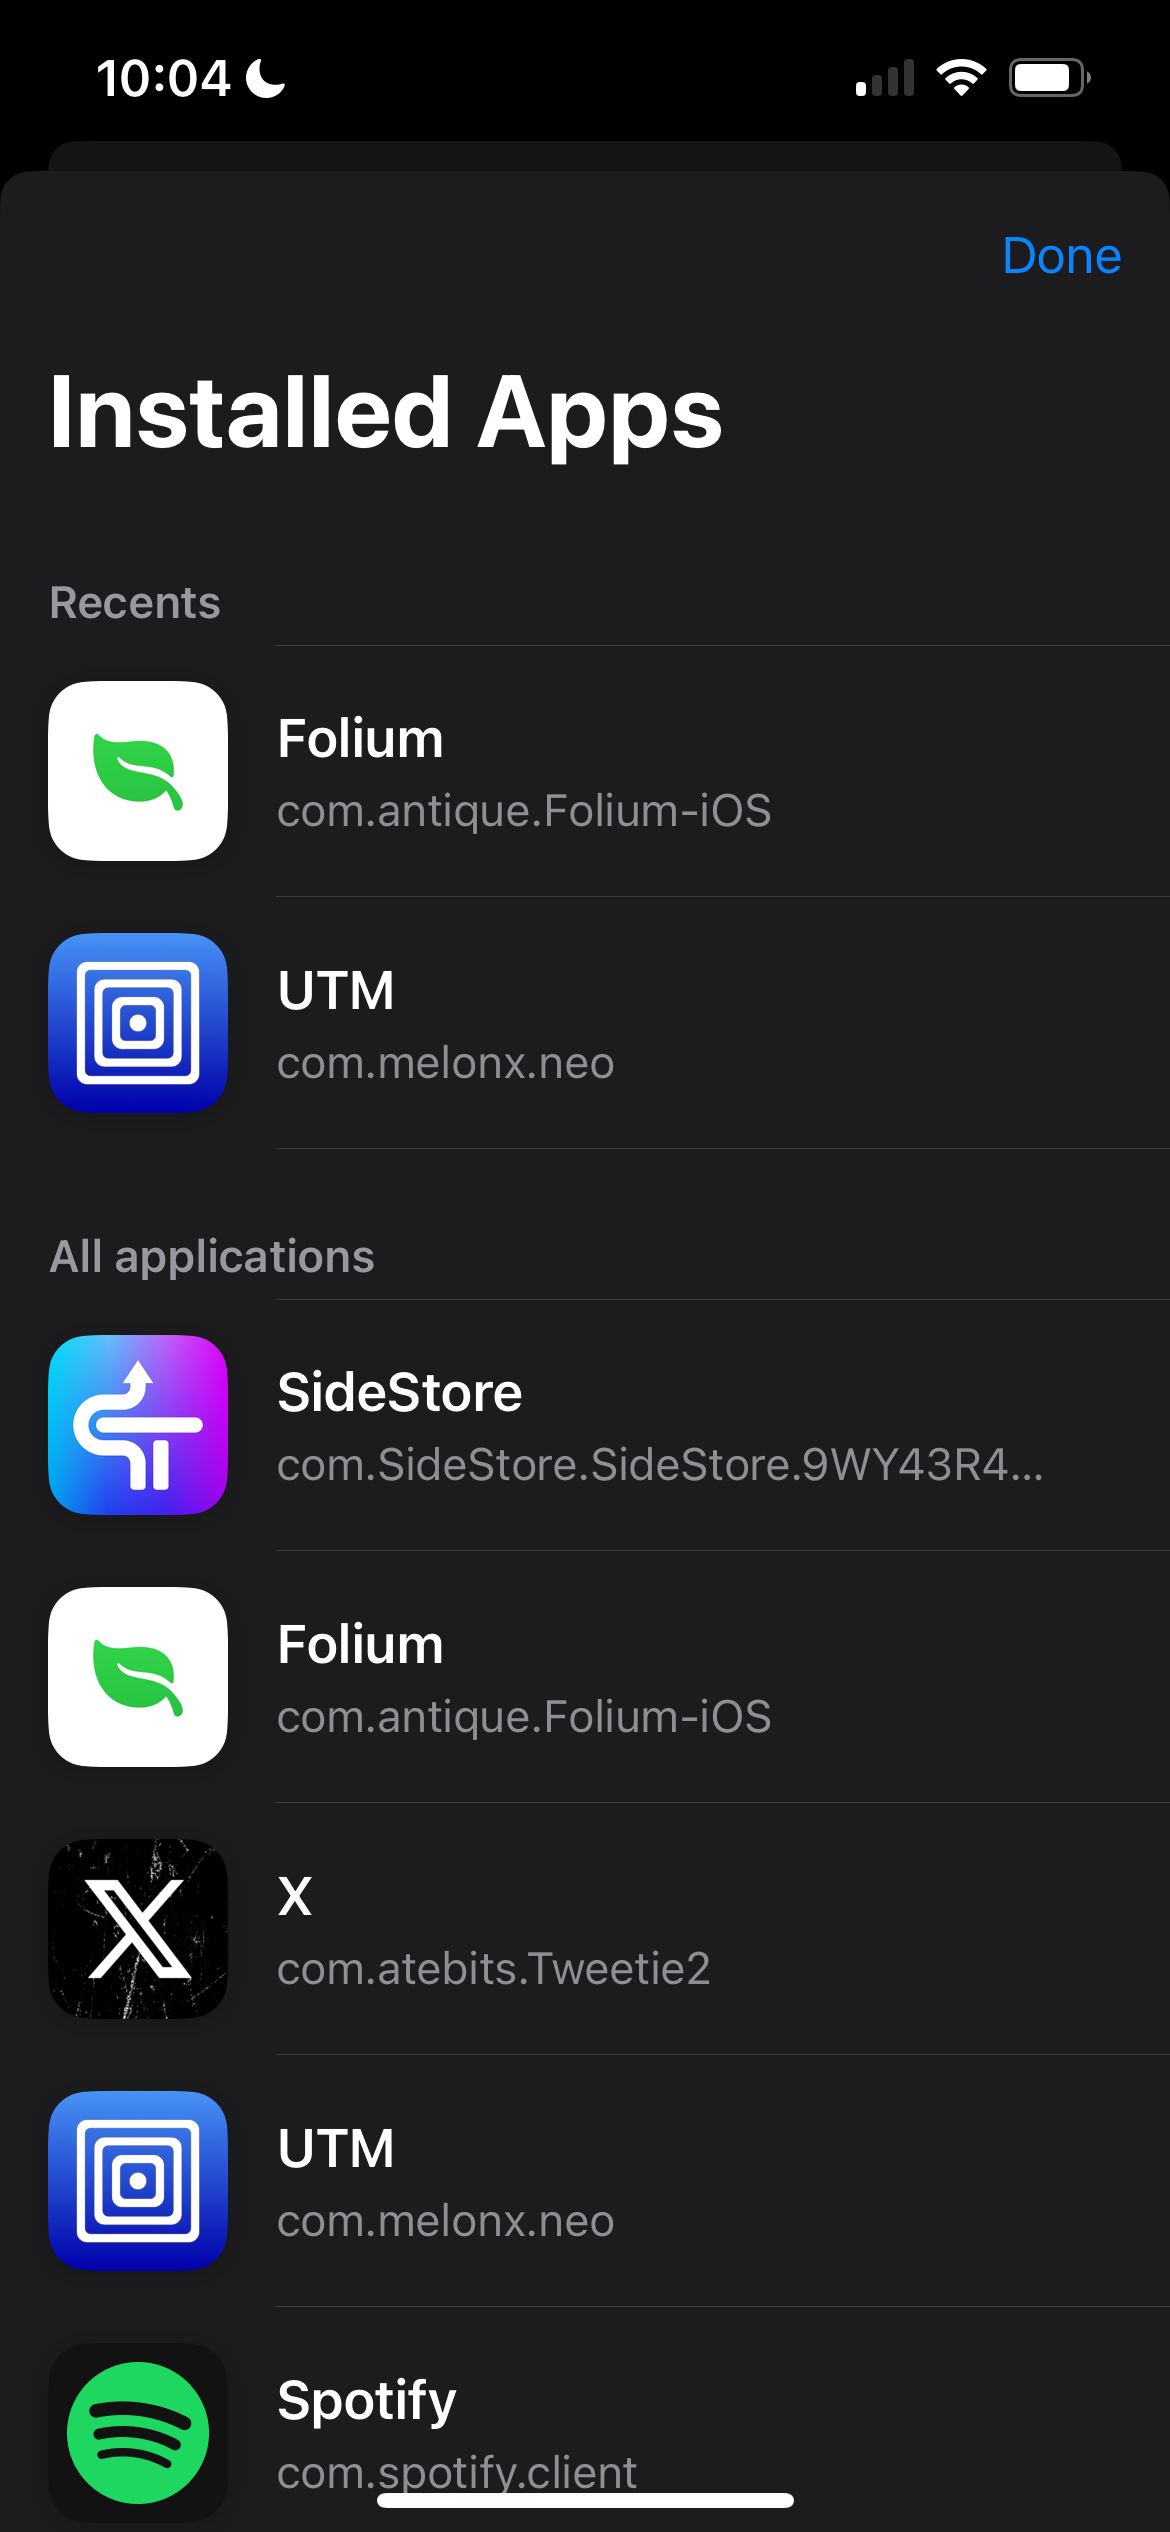 10:04
Done
Installed Apps
Recents
Folium
com.antique.Folium-iOS
UTM
com.melonx.neo
All applications
SideStore
com.SideStore.SideStore.9WY43R4...
Folium
com.antique.Folium-iOS
X
com.atebits.Tweetie2
UTM
com.melonx.neo
Spotify
com.spotify.client